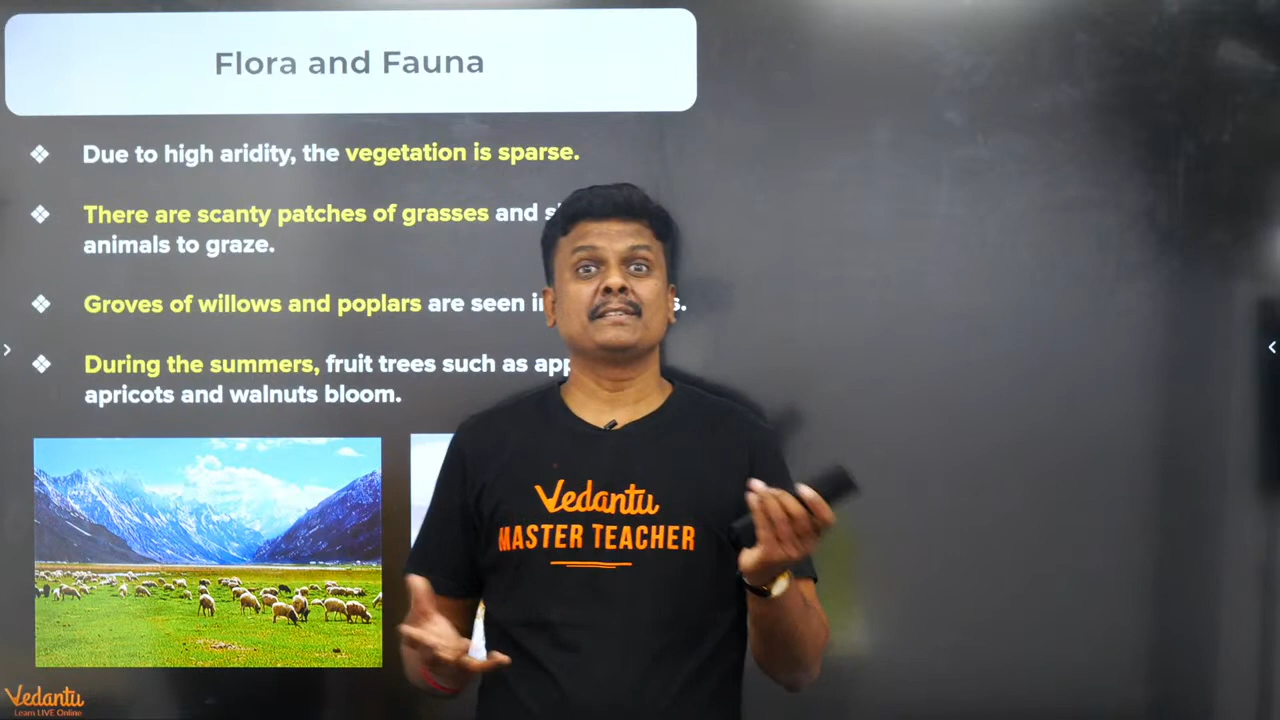 Flora and Fauna
❖ Due to high aridity, the vegetation is sparse.
❖ There are scanty patches of grasses and
animals to graze.
❖ Groves of willows and poplars are seen
❖ During the summers, fruit trees such as
apricots and walnuts bloom.
Vedantu
MASTER TEACHER
Vedantu
Learn LIVE Online